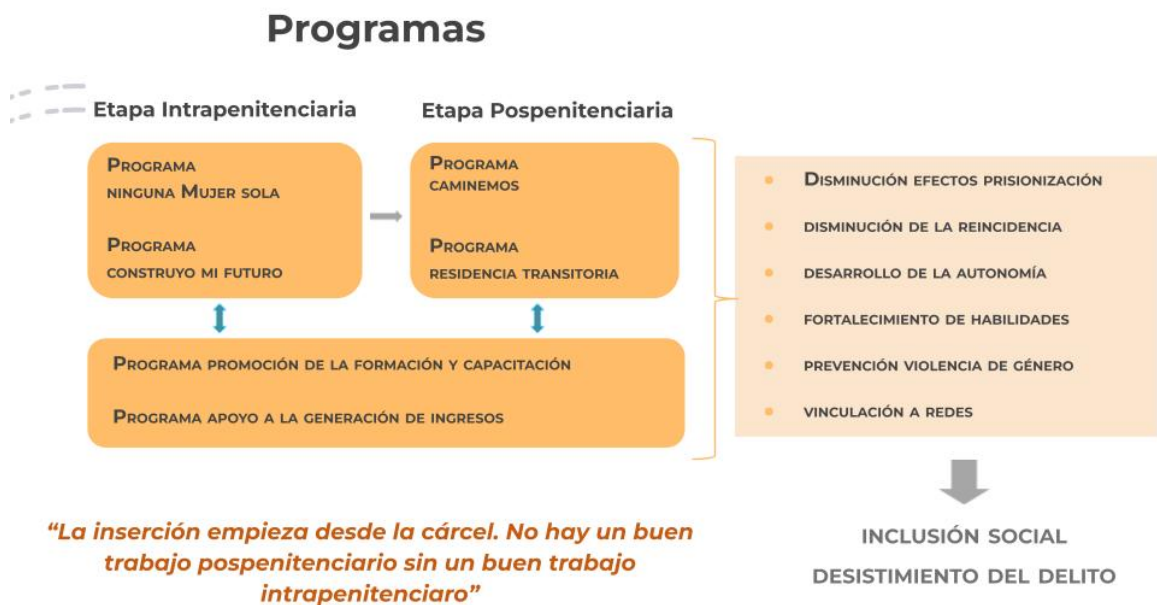 Programas
Etapa Intrapenitenciaria
Programa
ninguna Mujer sola
Programa
construyo mi futuro
Etapa Pospenitenciaria
Programa
caminemos
Programa
residencia transitoria
Programa promoción de la formación y capacitación
Programa apoyo a la generación de ingresos
Disminución efectos prisionización
disminución de la reincidencia
desarrollo de la autonomía
fortalecimiento de habilidades
prevención violencia de género
vinculación a redes
inclusión social
desistimiento del delito
“La inserción empieza desde la cárcel. No hay un buen
trabajo pospenitenciario sin un buen trabajo
intrapenitenciaro”